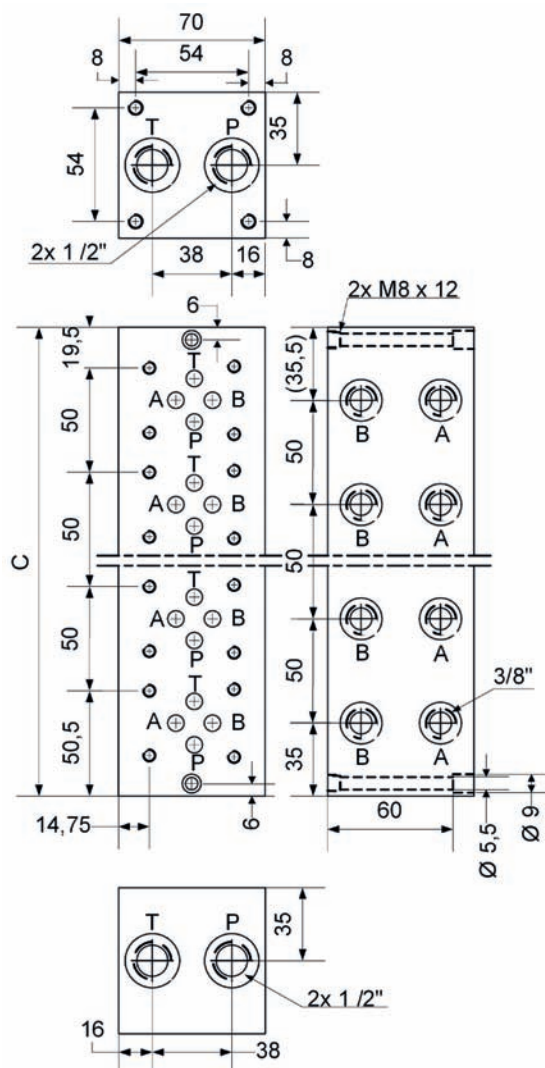 70
8 54 8
T P
54 35
2x 1 /2" 38 16 8
6 2x M8 x 12
19,5 (35,5)
T
A B
P B A
50 50
T
A B
P B A
C 50 50
T
A B
P B A
50 50
T 3/8"
A B
P B A
50,5 35
14,75 6 60 Ø 5,5 Ø 9
T P 35
2x 1 /2"
16 38